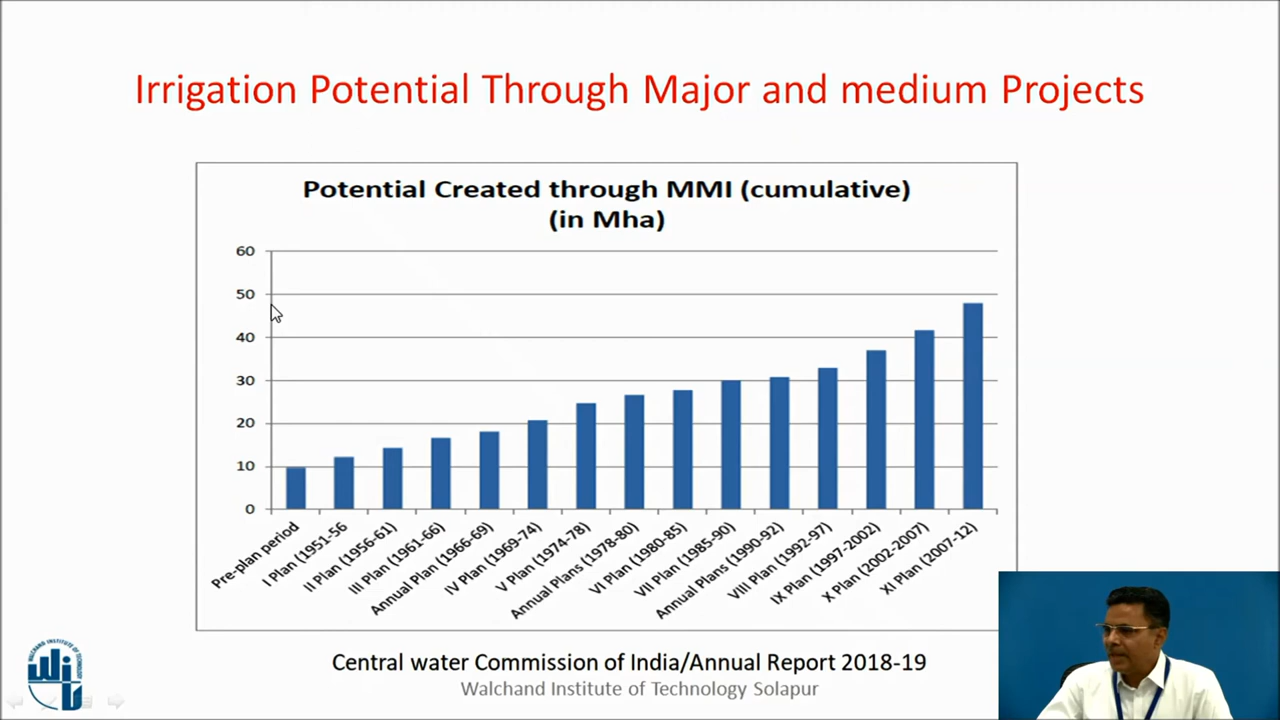 Irrigation Potential Through Major and medium Projects
Potential Created through MMI (cumulative)
(in Mha)
60
50
40
30
20
10
0
Pre-plan period
I Plan (1951-56
II Plan (1956-61)
III Plan (1961-66)
Annual Plan (1966-69)
IV Plan (1969-74)
V Plan (1974-78)
Annual Plans (1978-80)
VI Plan (1980-85)
VII Plan (1985-90)
Annual Plans (1990-92)
VIII Plan (1992-97)
IX Plan (1997-2002)
X Plan (2002-2007)
XI Plan (2007-12)
Central water Commission of India/Annual Report 2018-19
Walchand Institute of Technology Solapur